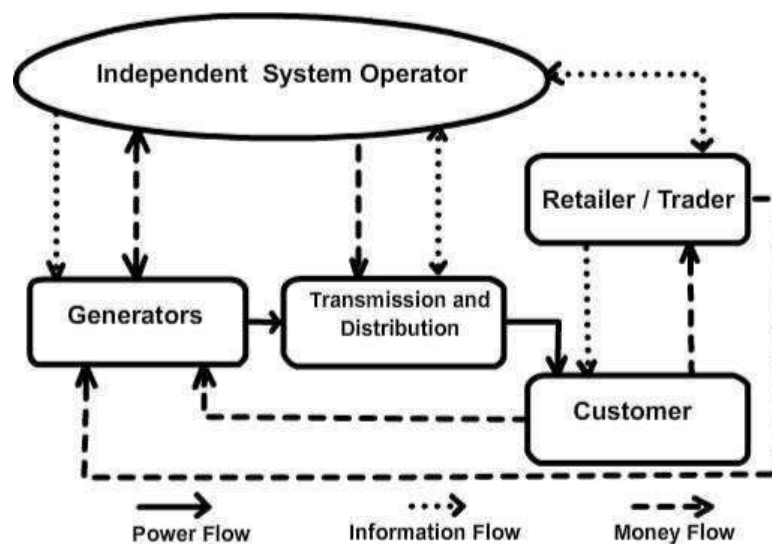 Independent System Operator
Retailer / Trader
Generators
Transmission and
Distribution
Customer
Power Flow
Information Flow
Money Flow